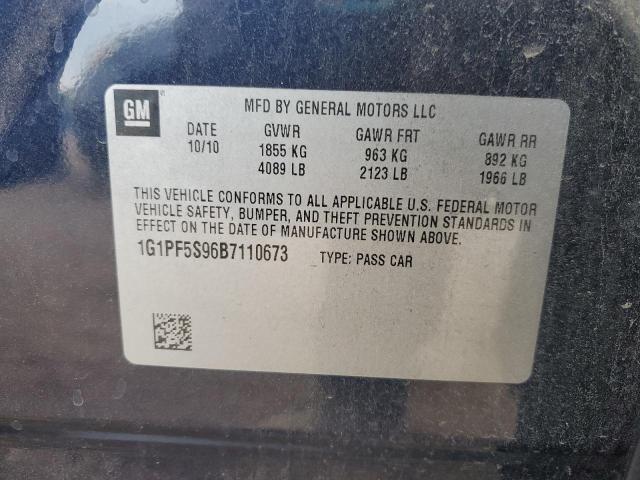 GM
MFD BY GENERAL MOTORS LLC
DATE GVWR GAWR FRT GAWR RR
10/10 1855 KG 963 KG 892 KG
4089 LB 2123 LB 1966 LB
THIS VEHICLE CONFORMS TO ALL APPLICABLE U.S. FEDERAL MOTOR
VEHICLE SAFETY, BUMPER, AND THEFT PREVENTION STANDARDS IN
EFFECT ON THE DATE OF MANUFACTURE SHOWN ABOVE.
1G1PF5S96B7110673 TYPE: PASS CAR